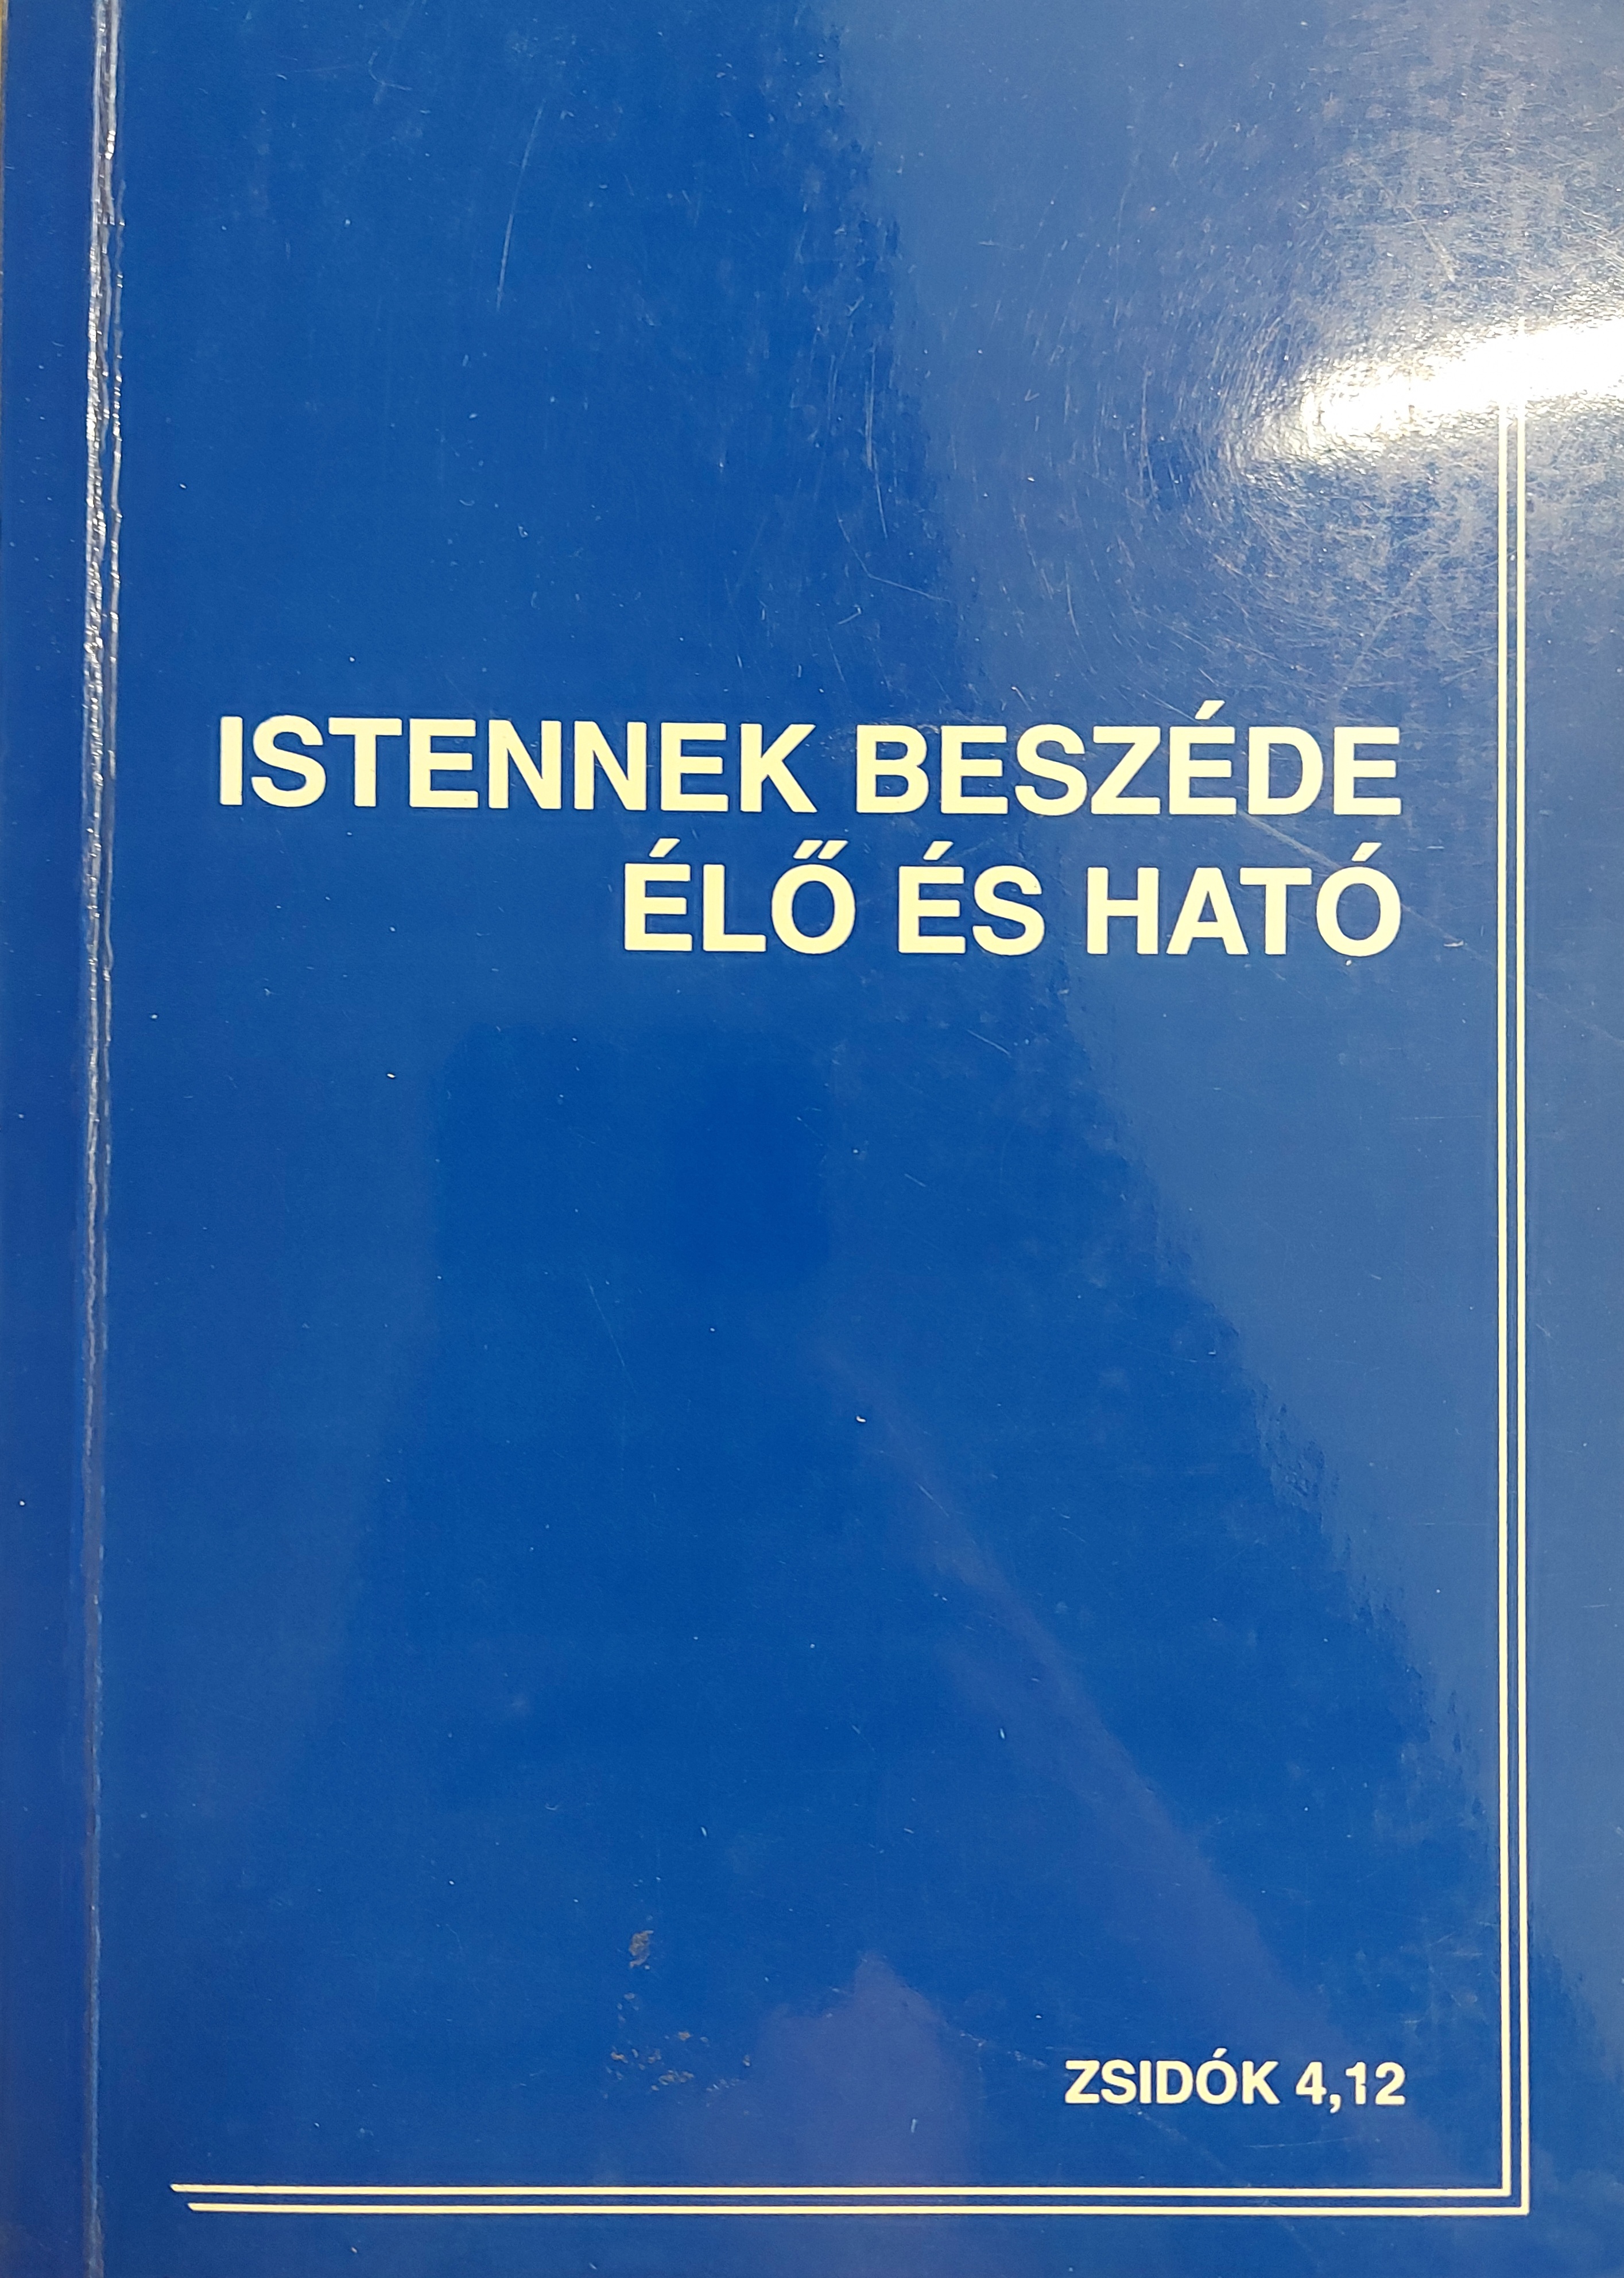 ISTENNEK BESZÉDE
ÉLŐ ÉS HATÓ
ZSIDÓK 4,12